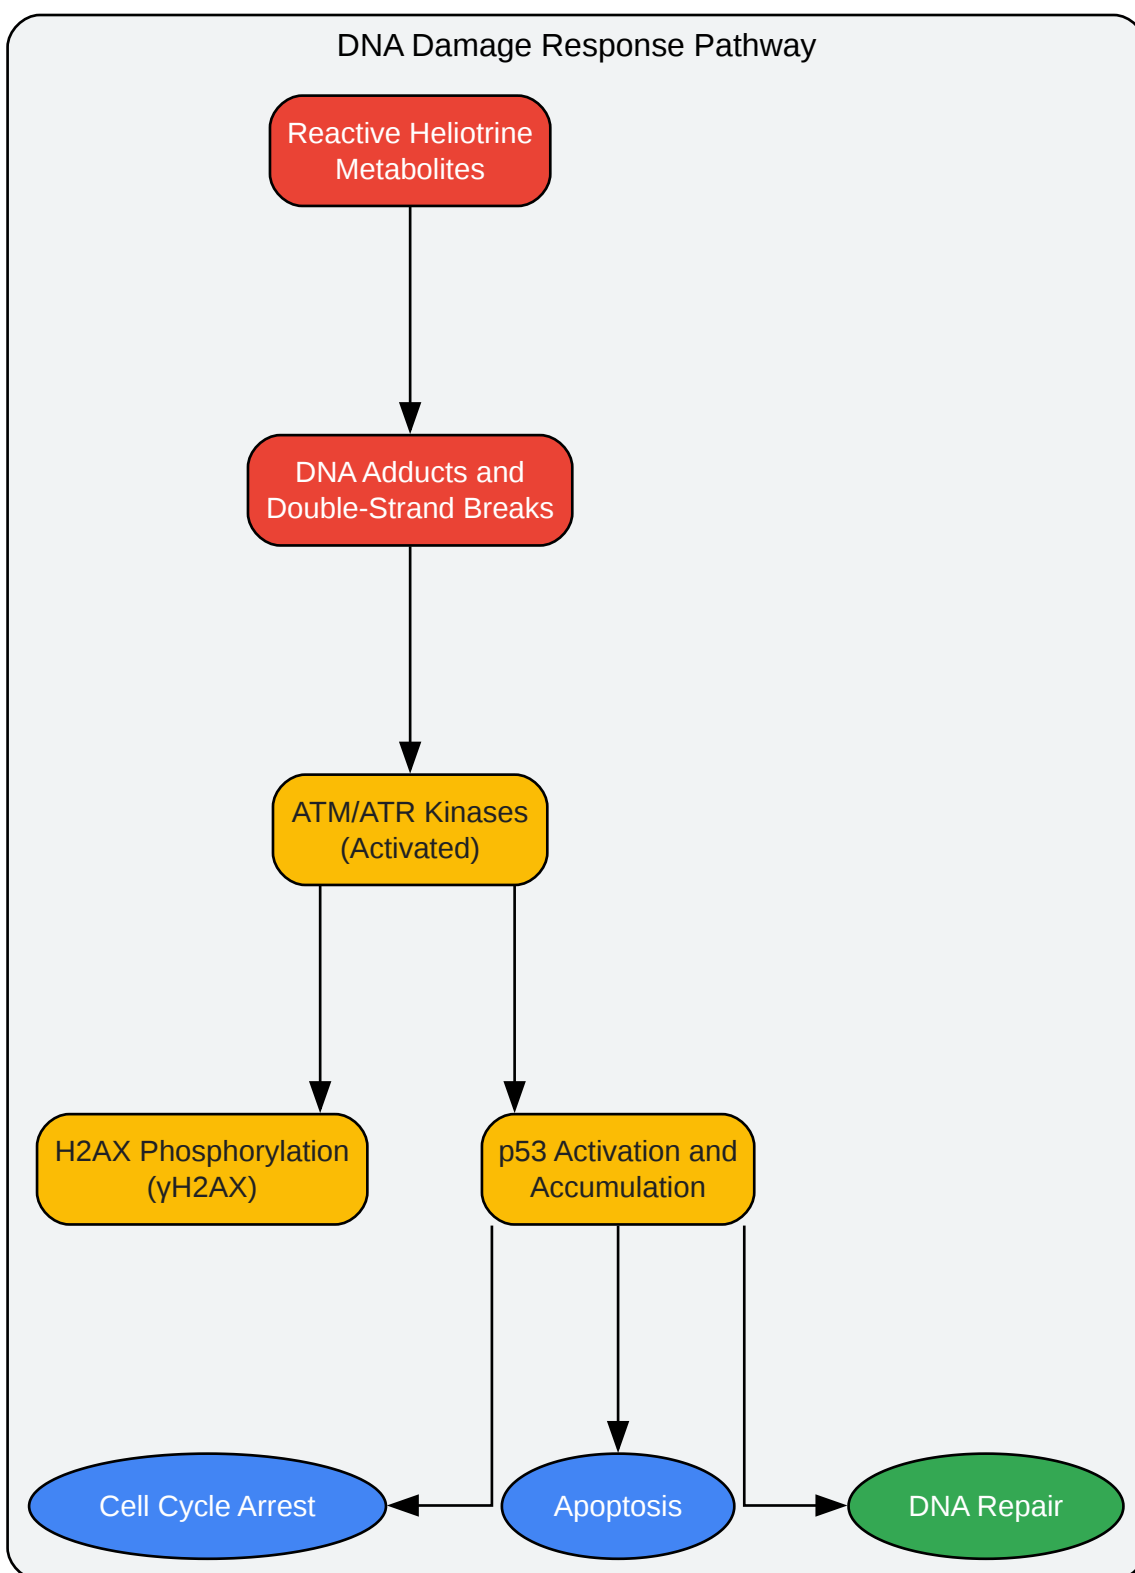 DNA Damage Response Pathway
Reactive Heliotrine
Metabolites
DNA Adducts and
Double-Strand Breaks
ATM/ATR Kinases
(Activated)
H2AX Phosphorylation
(γH2AX)
p53 Activation and
Accumulation
Cell Cycle Arrest
Apoptosis
DNA Repair